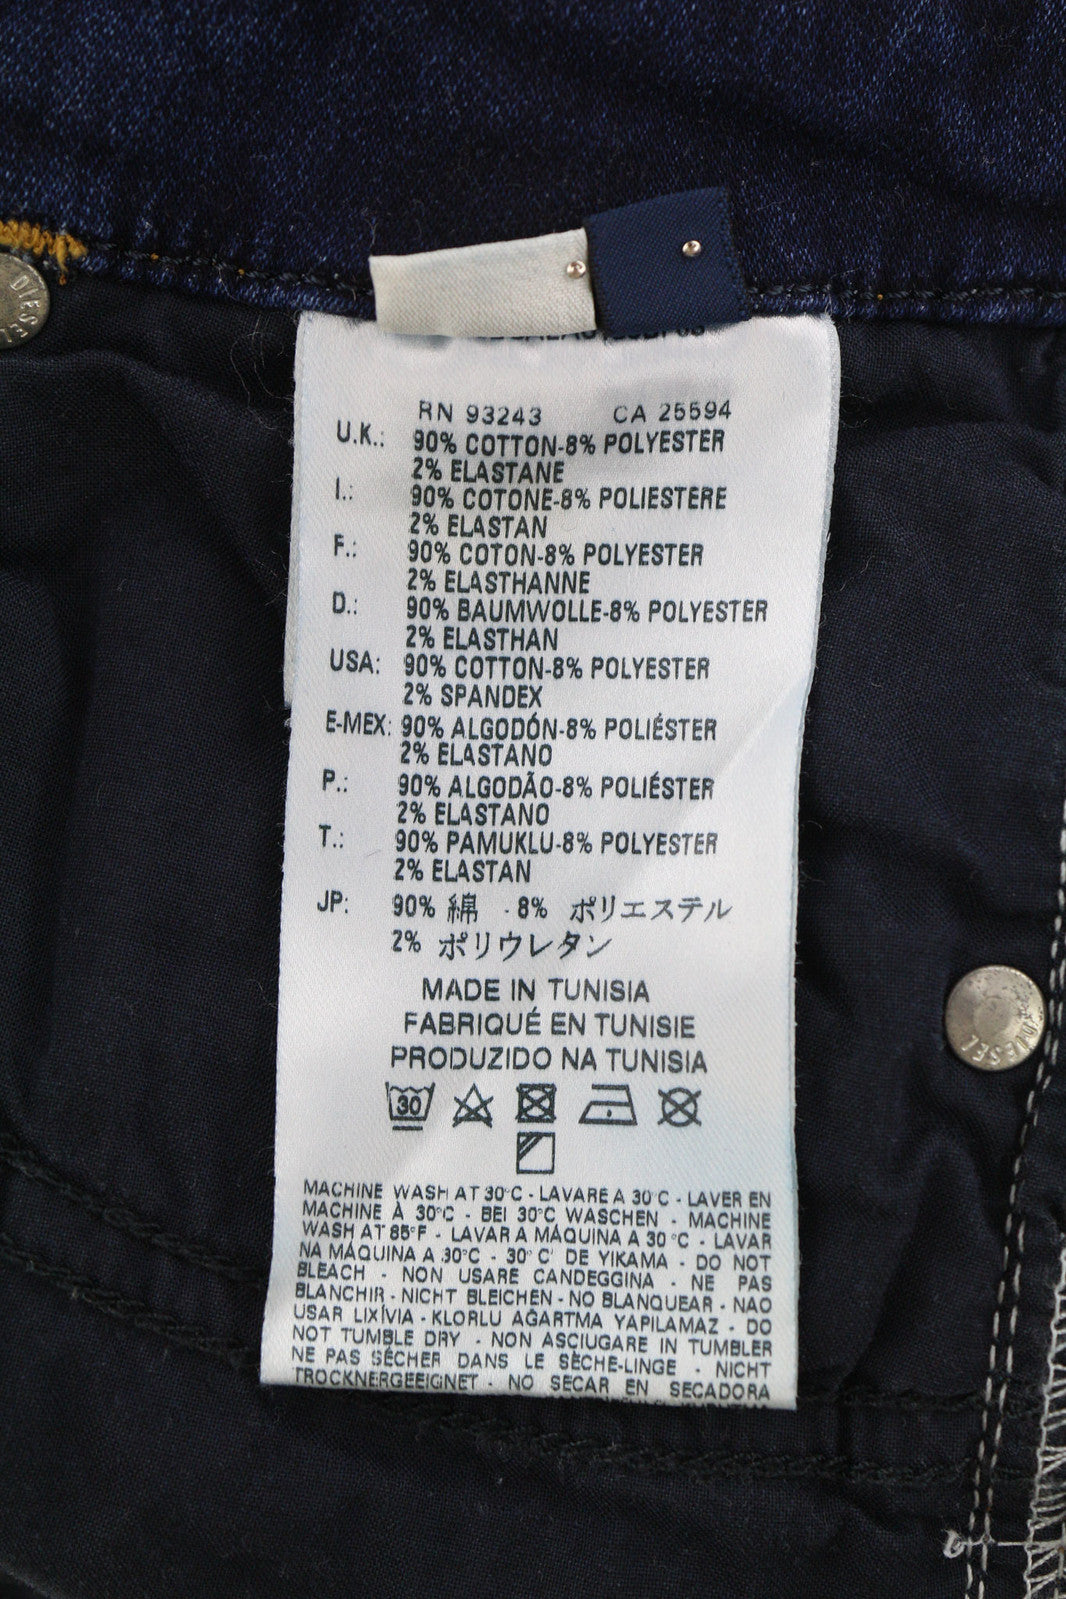 RN 93243 CA 25594
U.K.: 90% COTTON-8% POLYESTER
2% ELASTANE
I.: 90% COTONE-8% POLIESTERE
2% ELASTAN
F.: 90% COTON-8% POLYESTER
2% ELASTHANNE
D.: 90% BAUMWOLLE-8% POLYESTER
2% ELASTHAN
USA: 90% COTTON-8% POLYESTER
2% SPANDEX
E-MEX: 90% ALGODÓN-8% POLIÉSTER
2% ELASTANO
P.: 90% ALGODÃO-8% POLIÉSTER
2% ELASTANO
T.: 90% PAMUKLU-8% POLYESTER
2% ELASTAN
JP: 90% 綿 - 8% ポリエステル
2% ポリウレタン
MADE IN TUNISIA
FABRIQUÉ EN TUNISIE
PRODUZIDO NA TUNISIA
30
MACHINE WASH AT 30°C - LAVARE A 30°C - LAVER EN
MACHINE À 30°C - BEI 30°C WASCHEN - MACHINE
WASH AT 85°F - LAVAR A MÁQUINA A 30 °C - LAVAR
NA MÁQUINA A 30°C - 30° C' DE YIKAMA - DO NOT
BLEACH - NON USARE CANDEGGINA - NE PAS
BLANCHIR - NICHT BLEICHEN - NO BLANQUEAR - NAO
USAR LIXÍVIA - KLORLU AĞARTMA YAPILAMAZ - DO
NOT TUMBLE DRY - NON ASCIUGARE IN TUMBLER
NE PAS SÉCHER DANS LE SÈCHE-LINGE - NICHT
TROCKNERGEEIGNET - NO SECAR EN SECADORA
DIESEL
DIESEL